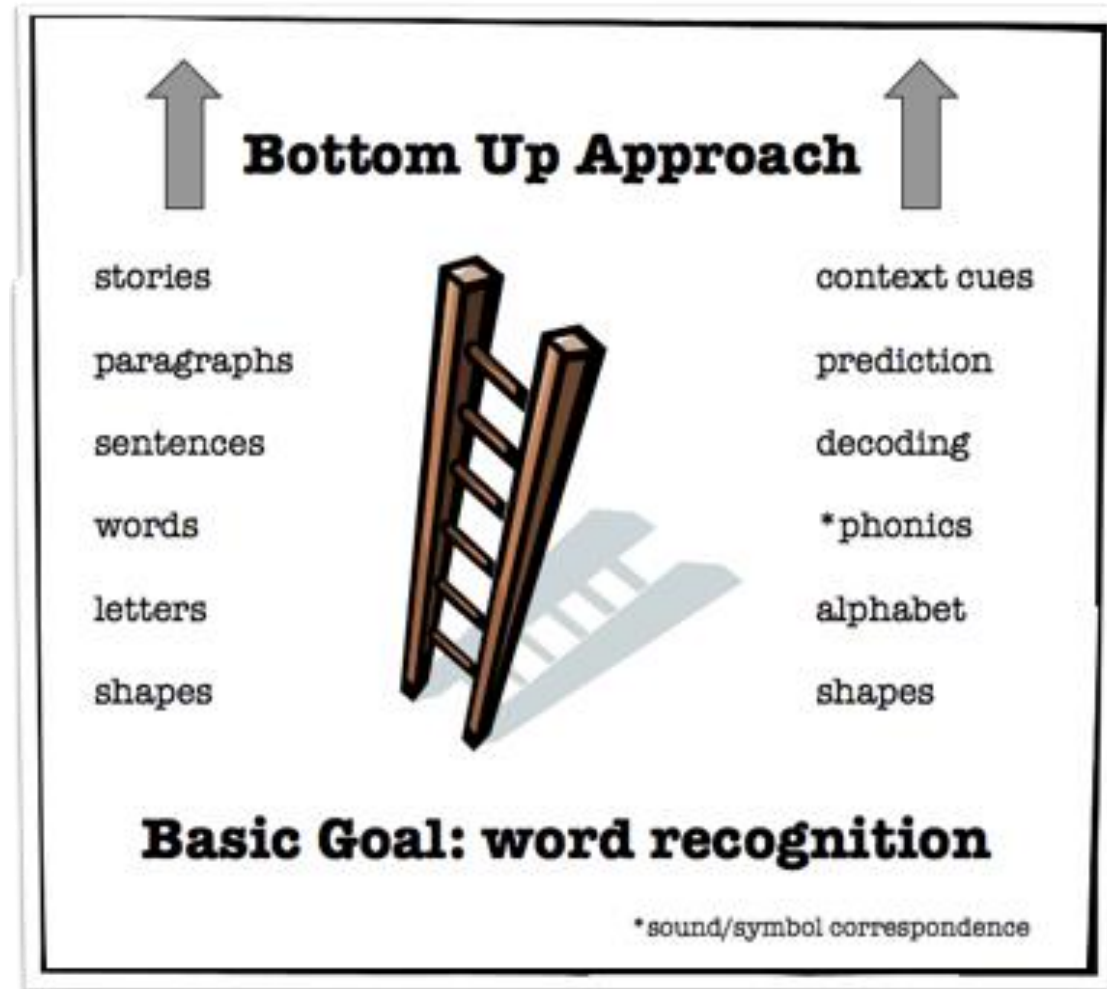 Bottom Up Approach
stories
paragraphs
sentences
words
letters
shapes
context cues
prediction
decoding
*phonics
alphabet
shapes
Basic Goal: word recognition
*sound/symbol correspondence